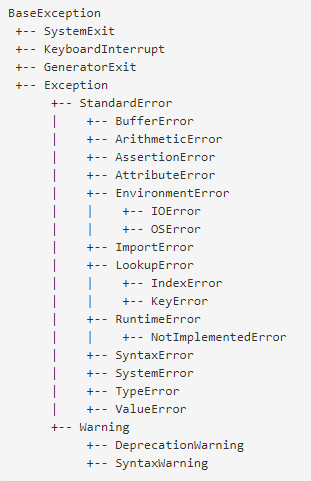 BaseException
 +-- SystemExit
 +-- KeyboardInterrupt
 +-- GeneratorExit
 +-- Exception
      +-- StandardError
      |    +-- BufferError
      |    +-- ArithmeticError
      |    +-- AssertionError
      |    +-- AttributeError
      |    +-- EnvironmentError
      |    |    +-- IOError
      |    |    +-- OSError
      |    +-- ImportError
      |    +-- LookupError
      |    |    +-- IndexError
      |    |    +-- KeyError
      |    +-- RuntimeError
      |    |    +-- NotImplementedError
      |    +-- SyntaxError
      |    +-- SystemError
      |    +-- TypeError
      |    +-- ValueError
      +-- Warning
           +-- DeprecationWarning
           +-- SyntaxWarning